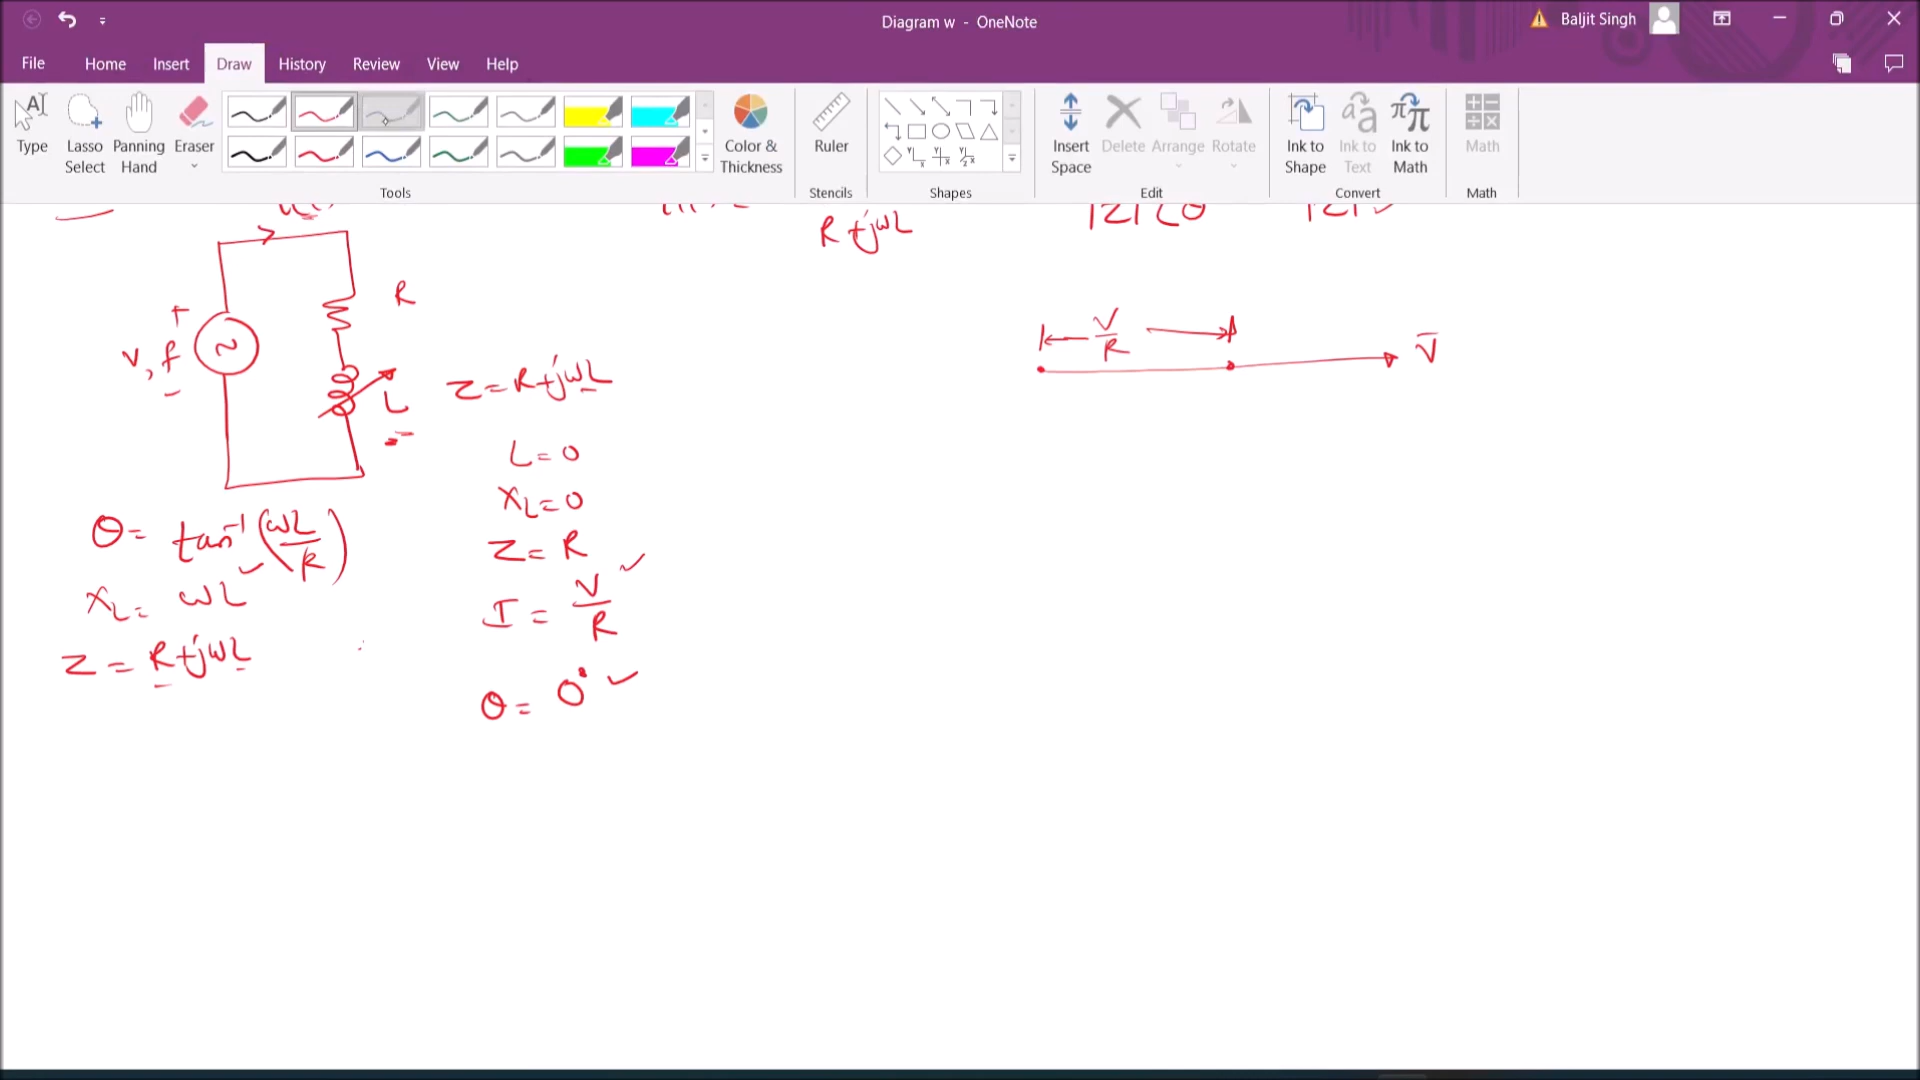 Diagram w - OneNote
Baljit Singh
File Home Insert Draw History Review View Help
Type
Lasso Select
Panning Hand
Eraser
Color & Thickness
Ruler
Insert Space
Delete
Arrange
Rotate
Ink to Shape
Ink to Text
Ink to Math
Math
Tools
Stencils
Shapes
Edit
Convert
Math
R+jωL
|Z|∠θ
R
+
V, f
-
L
Z = R+jωL
L = 0
X_L = 0
Z = R
I = V/R ✓
θ = 0° ✓
θ = tan⁻¹(ωL/R)
X_L = ωL ✓
Z = R+jωL
V/R
V̄